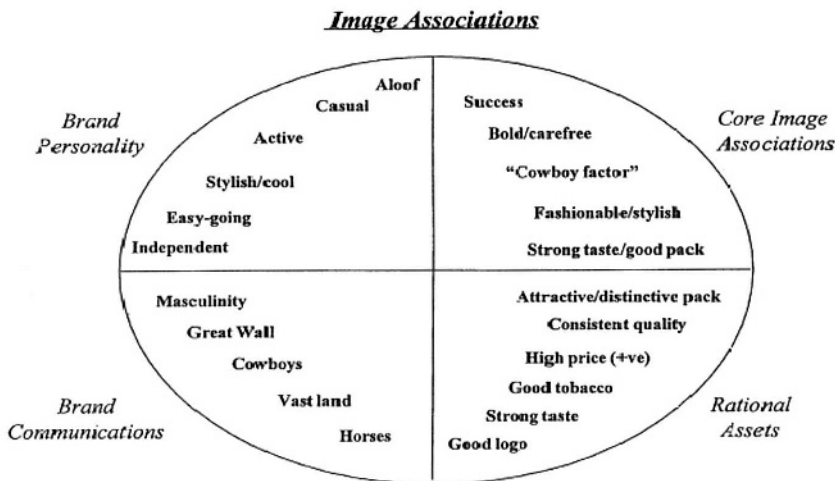 Image Associations
Brand
Personality
Aloof
Casual
Active
Stylish/cool
Easy-going
Independent
Success
Bold/carefree
“Cowboy factor”
Fashionable/stylish
Strong taste/good pack
Core Image
Associations
Masculinity
Great Wall
Cowboys
Vast land
Horses
Brand
Communications
Attractive/distinctive pack
Consistent quality
High price (+ve)
Good tobacco
Strong taste
Good logo
Rational
Assets